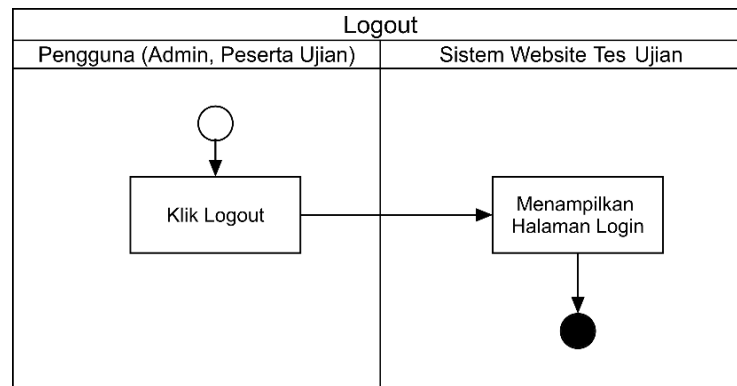 Logout
Pengguna (Admin, Peserta Ujian)
Sistem Website Tes Ujian
Klik Logout
Menampilkan
Halaman Login